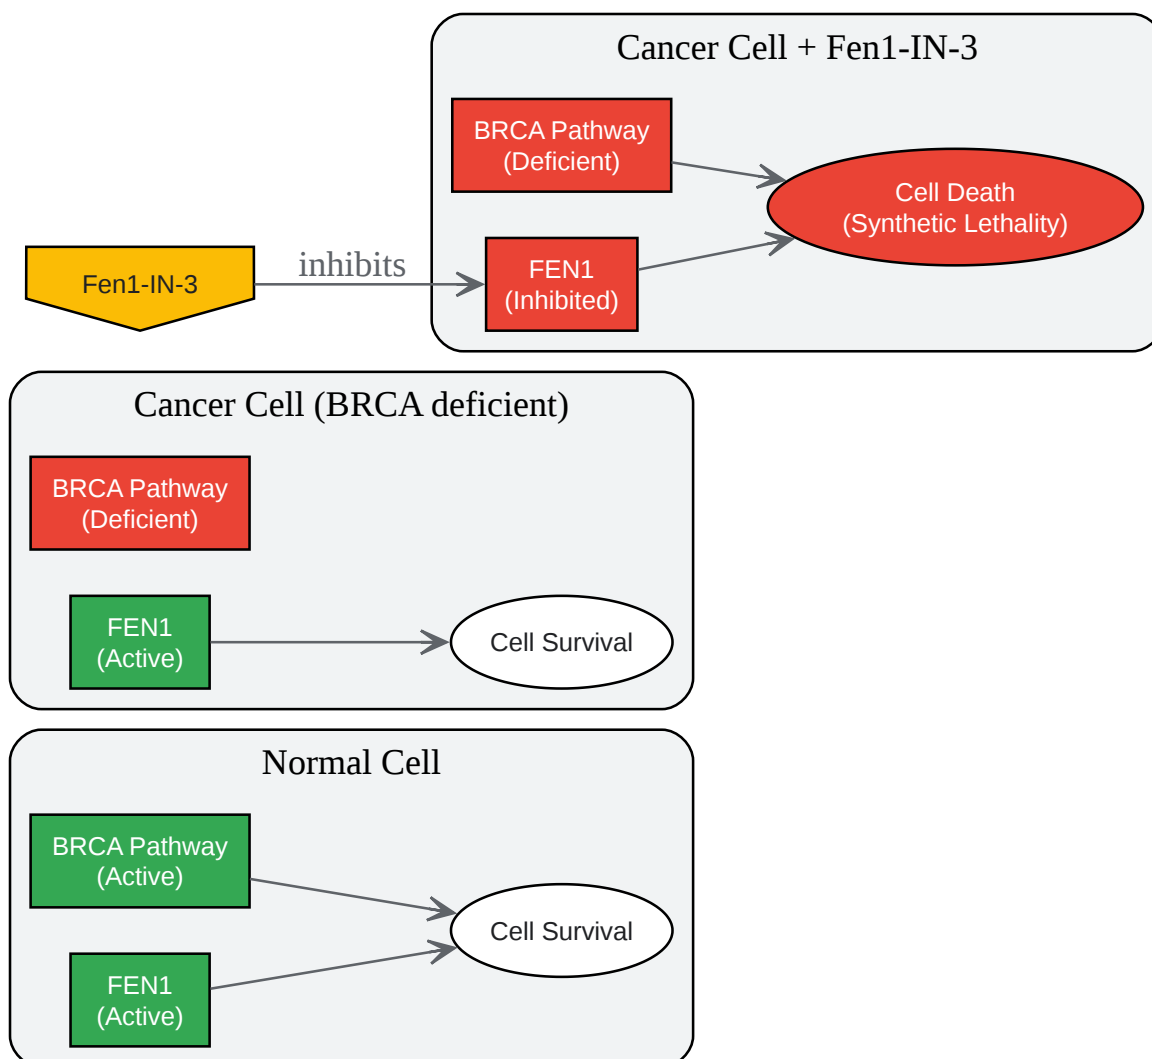 Cancer Cell + Fen1-IN-3
BRCA Pathway
(Deficient)
Cell Death
(Synthetic Lethality)
Fen1-IN-3
inhibits
FEN1
(Inhibited)
Cancer Cell (BRCA deficient)
BRCA Pathway
(Deficient)
FEN1
(Active)
Cell Survival
Normal Cell
BRCA Pathway
(Active)
Cell Survival
FEN1
(Active)